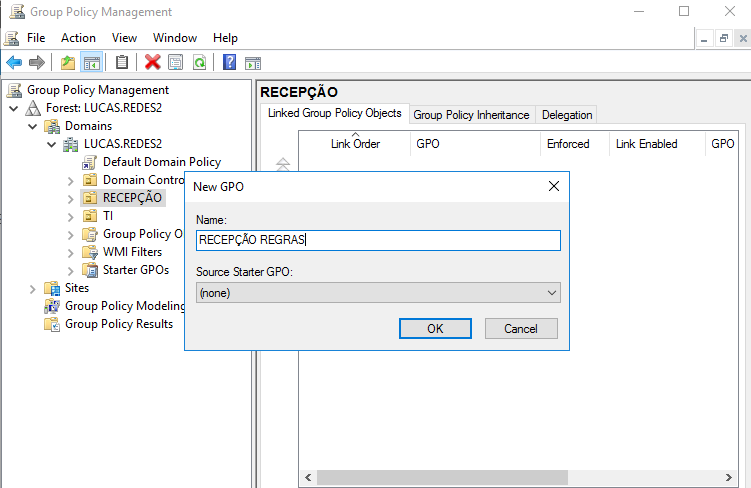 Group Policy Management
File Action View Window Help
Group Policy Management
Forest: LUCAS.REDES2
Domains
LUCAS.REDES2
Default Domain Policy
Domain Contro
RECEPÇÃO
TI
Group Policy O
WMI Filters
Starter GPOs
Sites
Group Policy Modeling
Group Policy Results
RECEPÇÃO
Linked Group Policy Objects Group Policy Inheritance Delegation
Link Order GPO Enforced Link Enabled GPO
New GPO
Name:
RECEPÇÃO REGRAS
Source Starter GPO:
(none)
OK Cancel